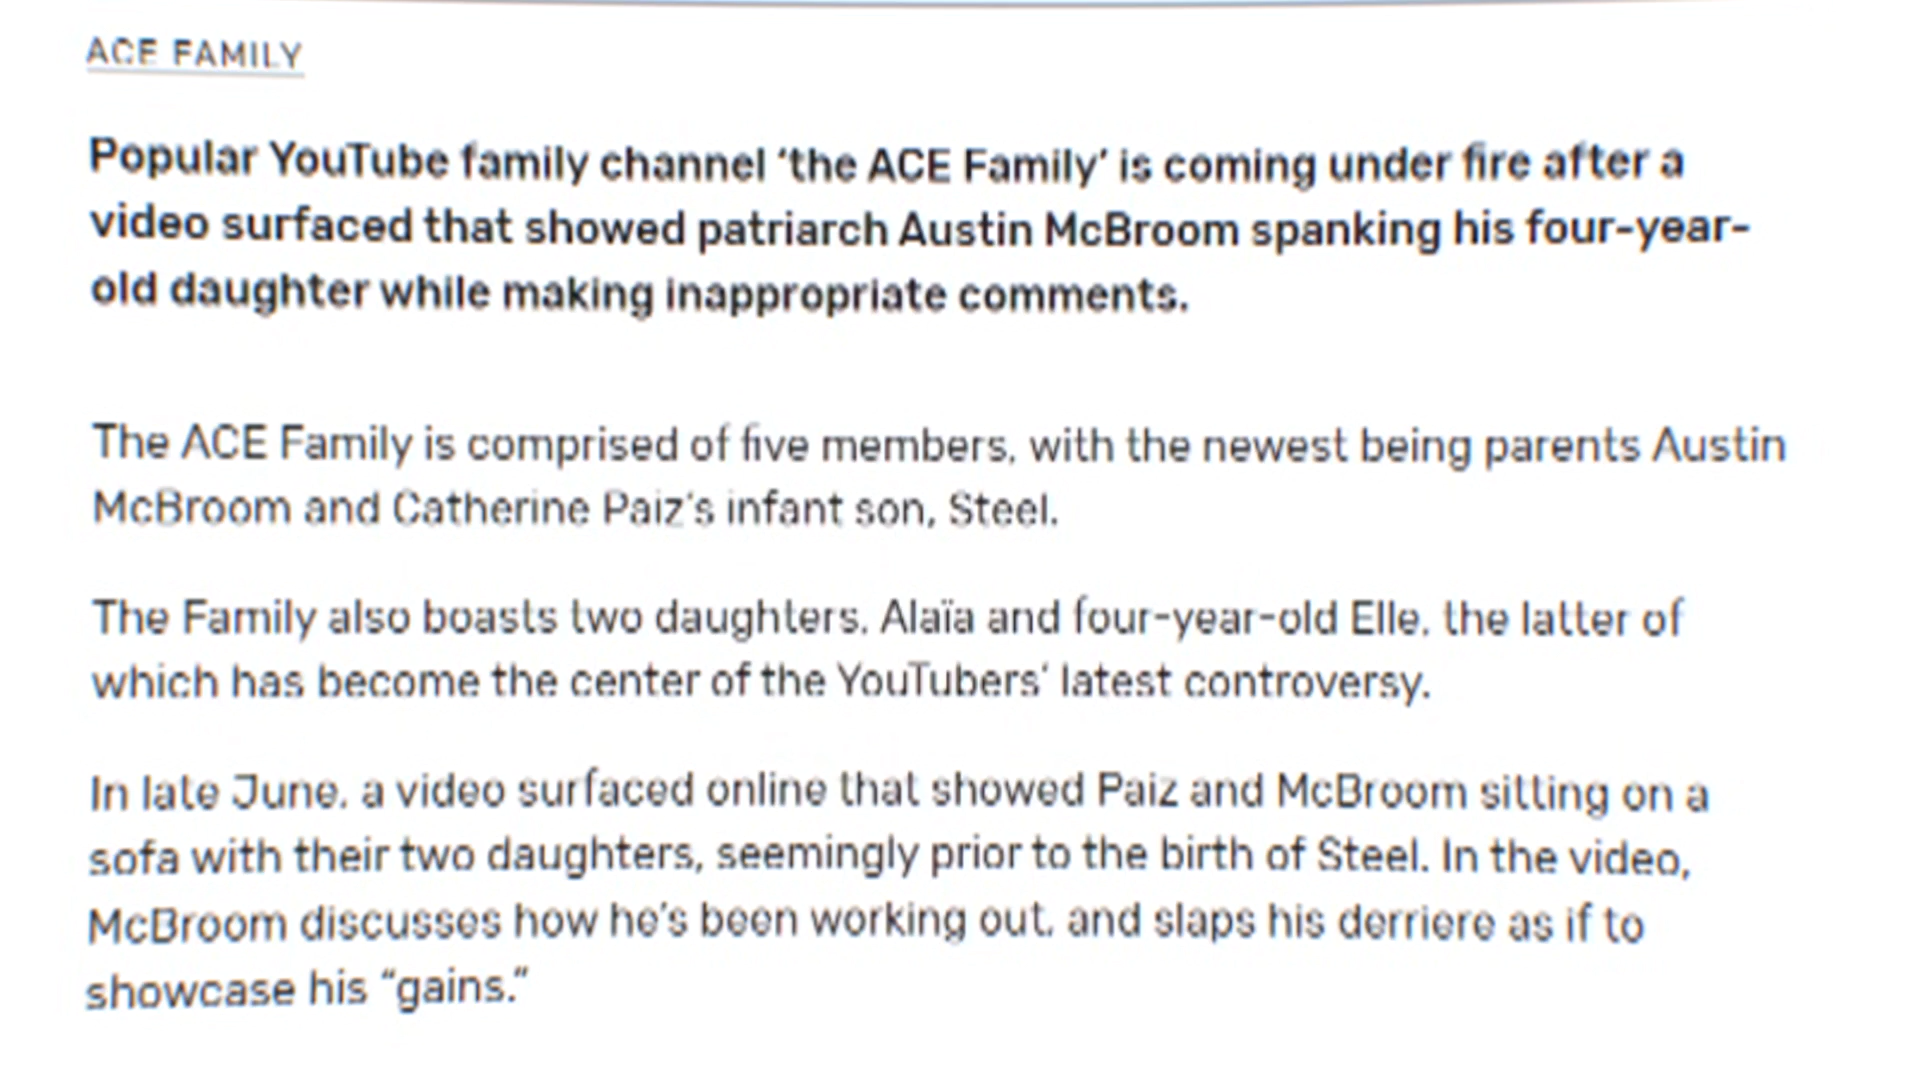 ACE FAMILY
Popular YouTube family channel ‘the ACE Family’ is coming under fire after a
video surfaced that showed patriarch Austin McBroom spanking his four-year-
old daughter while making inappropriate comments.
The ACE Family is comprised of five members, with the newest being parents Austin
McBroom and Catherine Paiz’s infant son, Steel.
The Family also boasts two daughters, Alaïa and four-year-old Elle, the latter of
which has become the center of the YouTubers’ latest controversy.
In late June, a video surfaced online that showed Paiz and McBroom sitting on a
sofa with their two daughters, seemingly prior to the birth of Steel. In the video,
McBroom discusses how he’s been working out, and slaps his derriere as if to
showcase his “gains.”